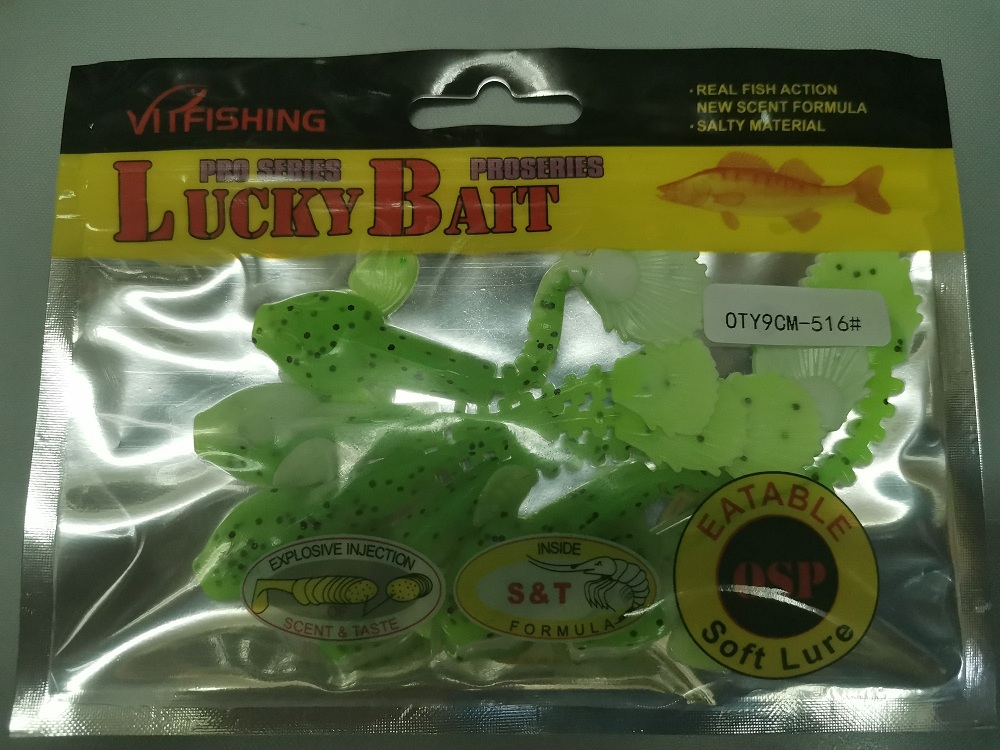 VITFISHING
· REAL FISH ACTION
NEW SCENT FORMULA
· SALTY MATERIAL
PRO SERIES
PROSERIES
LUCKY BAIT
OTY9CM-516#
EXPLOSIVE INJECTION
SCENT & TASTE
INSIDE
S&T
FORMULA
EATABLE
OSP
Soft Lure